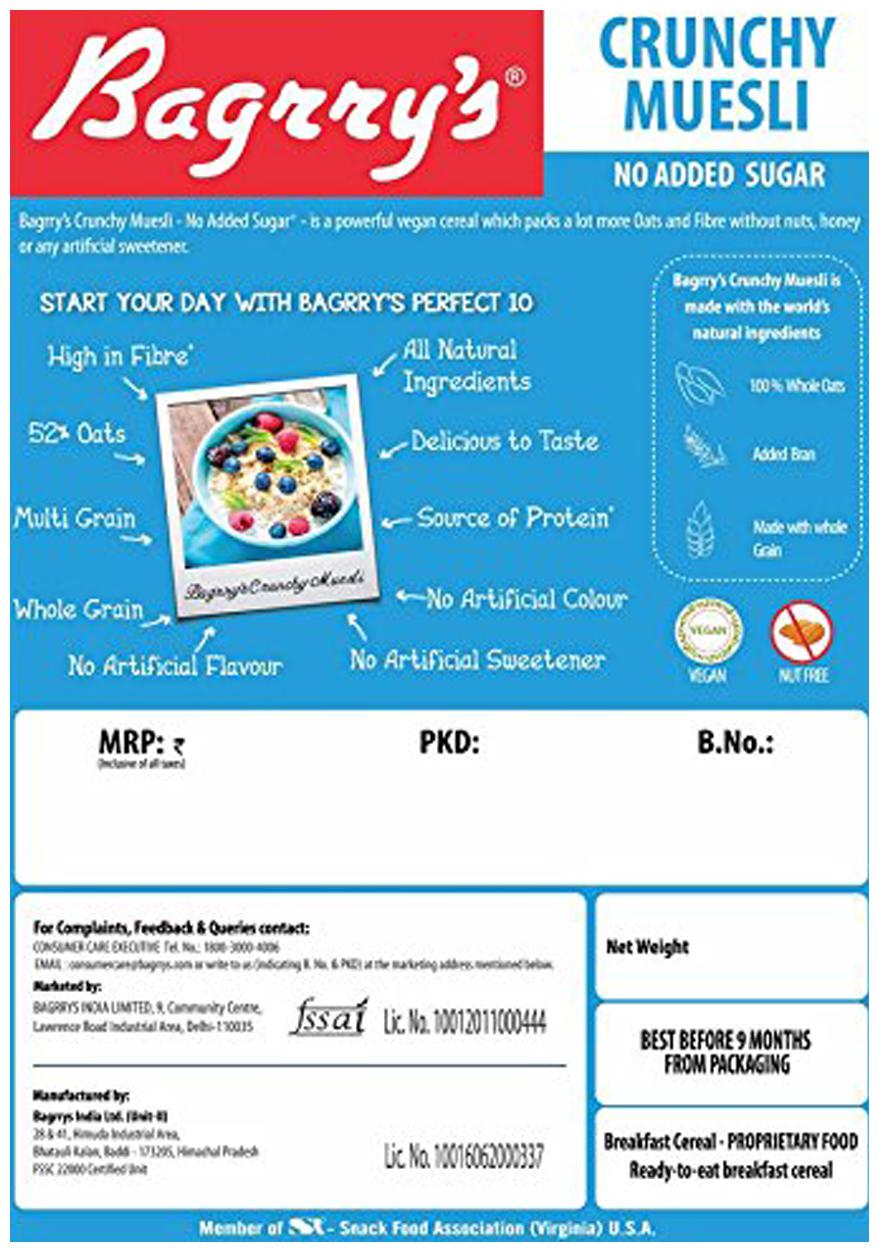 Bagrry's®
CRUNCHY
MUESLI
NO ADDED SUGAR
Bagrry's Crunchy Muesli - No Added Sugar* - is a powerful vegan cereal which packs a lot more Oats and Fibre without nuts, honey
or any artificial sweetener.
START YOUR DAY WITH BAGRRY'S PERFECT 10
High in Fibre*
52% Oats
Multi Grain
Whole Grain
No Artificial Flavour
All Natural
Ingredients
Delicious to Taste
Source of Protein*
No Artificial Colour
No Artificial Sweetener
Bagrry's Crunchy Muesli
Bagrry's Crunchy Muesli is
made with the world's
natural ingredients
100% Whole Oats
Added Bran
Made with whole
Grain
VEGAN
VEGAN
NUT FREE
MRP: ₹
(Inclusive of all taxes)
PKD:
B.No.:
For Complaints, Feedback & Queries contact:
CONSUMER CARE EXECUTIVE Tel. No.: 1800-3000-4006
EMAIL : consumercare@bagrrys.com or write to us (indicating B. No. & PKD) at the marketing address mentioned below.
Marketed by:
BAGRRYS INDIA LIMITED, 9, Community Centre,
Lawrence Road Industrial Area, Delhi-110035
fssai Lic. No. 10012011000444
Manufactured by:
Bagrrys India Ltd. (Unit-II)
28 & 41, Himuda Industrial Area,
Bhatauli Kalan, Baddi - 173205, Himachal Pradesh
FSSC 22000 Certified Unit
Lic. No. 10016062000337
Net Weight
BEST BEFORE 9 MONTHS
FROM PACKAGING
Breakfast Cereal - PROPRIETARY FOOD
Ready-to-eat breakfast cereal
Member of - Snack Food Association (Virginia) U.S.A.